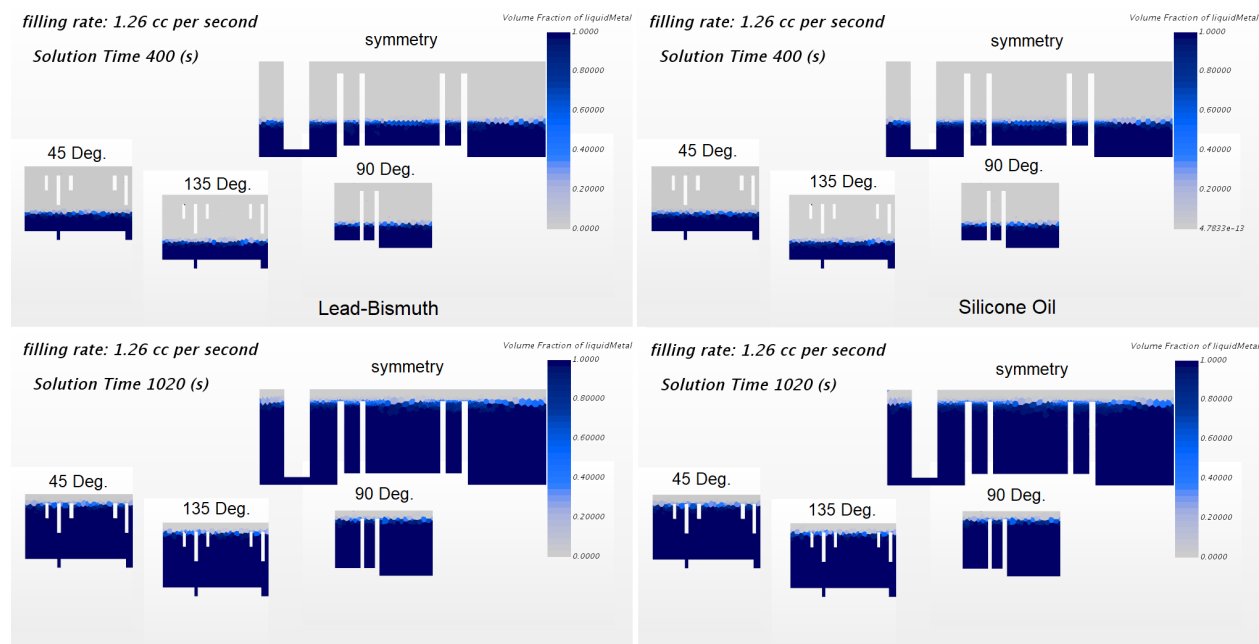 filling rate: 1.26 cc per second
Volume Fraction of liquidMetal
Solution Time 400 (s)
symmetry
1.0000
0.80000
0.60000
0.40000
0.20000
0.0000
45 Deg.
135 Deg.
90 Deg.
Lead-Bismuth
filling rate: 1.26 cc per second
Volume Fraction of liquidMetal
Solution Time 400 (s)
symmetry
1.0000
0.80000
0.60000
0.40000
0.20000
4.7833e-13
45 Deg.
135 Deg.
90 Deg.
Silicone Oil
filling rate: 1.26 cc per second
Volume Fraction of liquidMetal
Solution Time 1020 (s)
symmetry
1.0000
0.80000
0.60000
0.40000
0.20000
0.0000
45 Deg.
135 Deg.
90 Deg.
filling rate: 1.26 cc per second
Volume Fraction of liquidMetal
Solution Time 1020 (s)
symmetry
1.0000
0.80000
0.60000
0.40000
0.20000
0.0000
45 Deg.
135 Deg.
90 Deg.